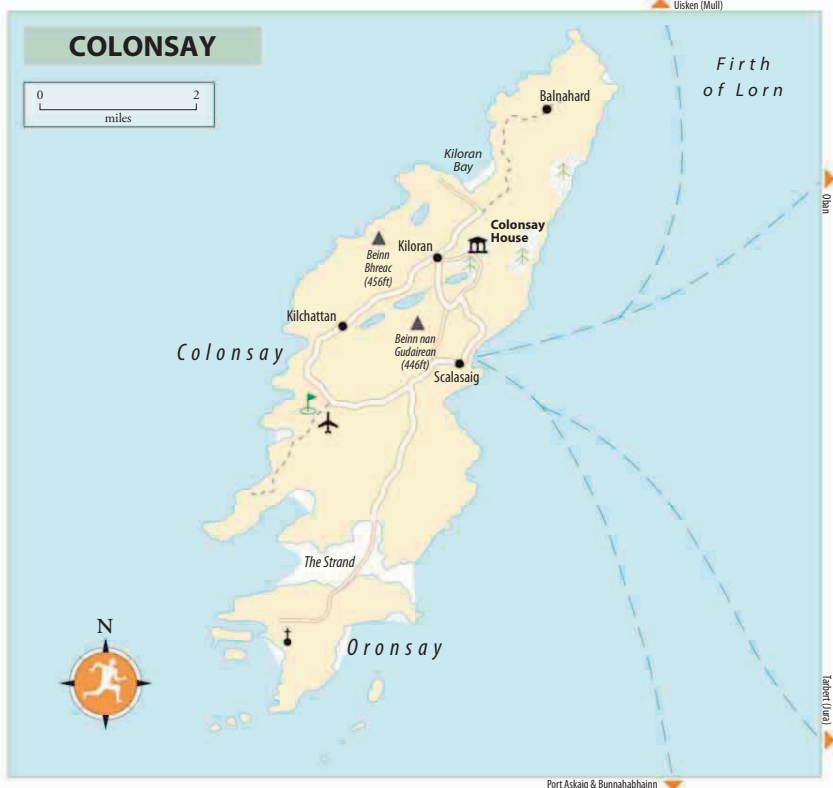 Uisken (Mull)
COLONSAY
Firth
of Lorn
0 2
miles
Balnahard
Kiloran
Bay
Oban
Colonsay
House
Kiloran
Beinn
Bhreac
(456ft)
Kilchattan
Beinn nan
Gudairean
(446ft)
Colonsay
Scalasaig
The Strand
N
Oronsay
Tarbert (Jura)
Port Askaig & Bunnahabhainn